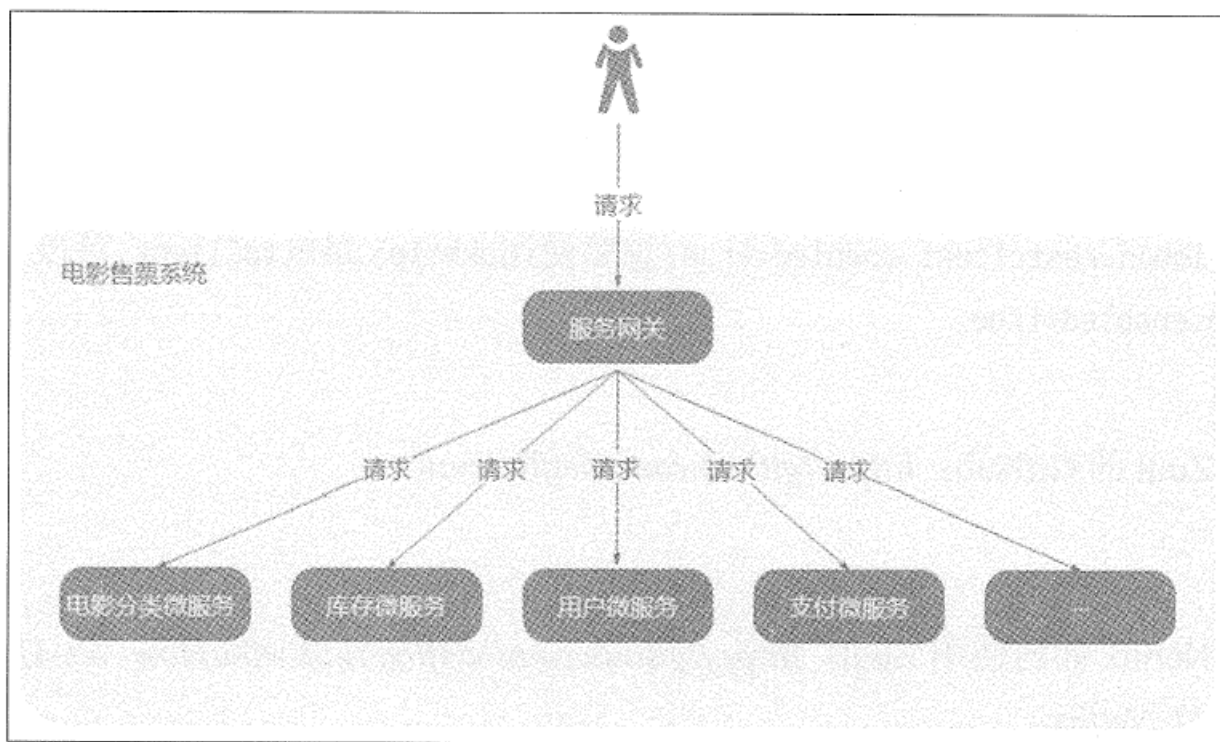 请求
电影售票系统
服务网关
请求 请求 请求 请求 请求
电影分类微服务 库存微服务 用户微服务 支付微服务 ...